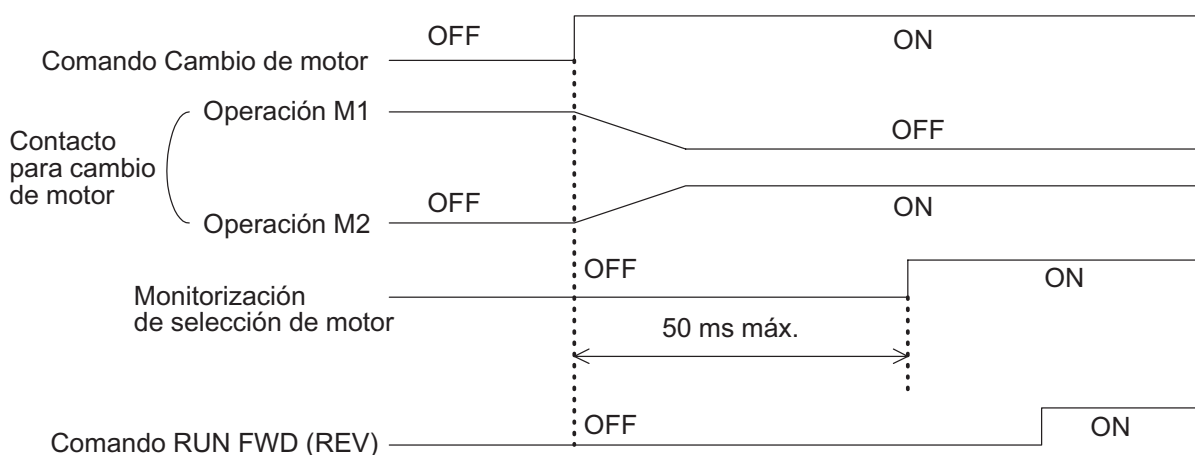 OFF
ON
Comando Cambio de motor
Operación M1
Contacto
para cambio
de motor
OFF
OFF
ON
Operación M2
OFF
ON
Monitorización
de selección de motor
50 ms máx.
OFF
ON
Comando RUN FWD (REV)